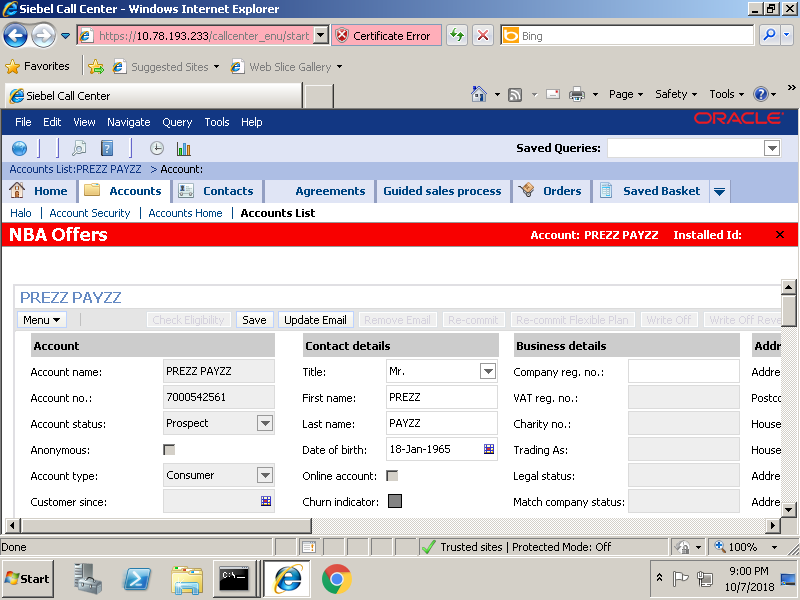 Siebel Call Center - Windows Internet Explorer
https://10.78.193.233/callcenter_enu/start
Certificate Error
Bing
Favorites
Suggested Sites
Web Slice Gallery
Siebel Call Center
Page
Safety
Tools
»
File Edit View Navigate Query Tools Help
ORACLE
Saved Queries:
Accounts List:PREZZ PAYZZ > Account:
Home Accounts Contacts Agreements Guided sales process Orders Saved Basket
Halo | Account Security | Accounts Home | Accounts List
NBA Offers Account: PREZZ PAYZZ Installed Id:
PREZZ PAYZZ
Menu Check Eligibility Save Update Email Remove Email Re-commit Re-commit Flexible Plan Write Off Write Off Reve
Account Contact details Business details Addr
Account name: PREZZ PAYZZ Title: Mr. Company reg. no.: Addre
Account no.: 7000542561 First name: PREZZ VAT reg. no.: Postco
Account status: Prospect Last name: PAYZZ Charity no.: House
Anonymous: Date of birth: 18-Jan-1965 Trading As: House
Account type: Consumer Online account: Legal status: Addre
Customer since: Churn indicator: Match company status: Addre
Done Trusted sites | Protected Mode: Off 100%
Start C:\. 9:00 PM
10/7/2018